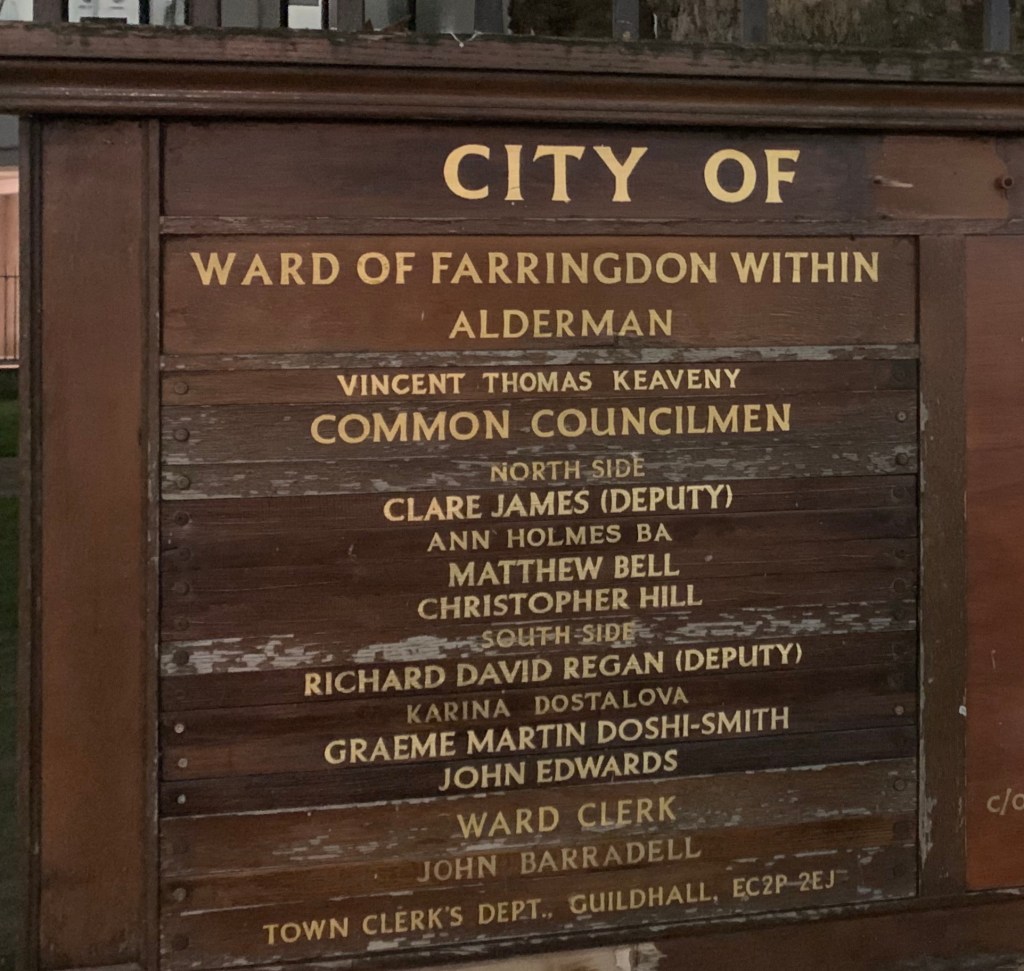 CITY OF
WARD OF FARRINGDON WITHIN
ALDERMAN
VINCENT THOMAS KEAVENY
COMMON COUNCILMEN
NORTH SIDE
CLARE JAMES (DEPUTY)
ANN HOLMES BA
MATTHEW BELL
CHRISTOPHER HILL
SOUTH SIDE
RICHARD DAVID REGAN (DEPUTY)
KARINA DOSTALOVA
GRAEME MARTIN DOSHI-SMITH
JOHN EDWARDS
WARD CLERK
JOHN BARRADELL
TOWN CLERK'S DEPT., GUILDHALL, EC2P 2EJ